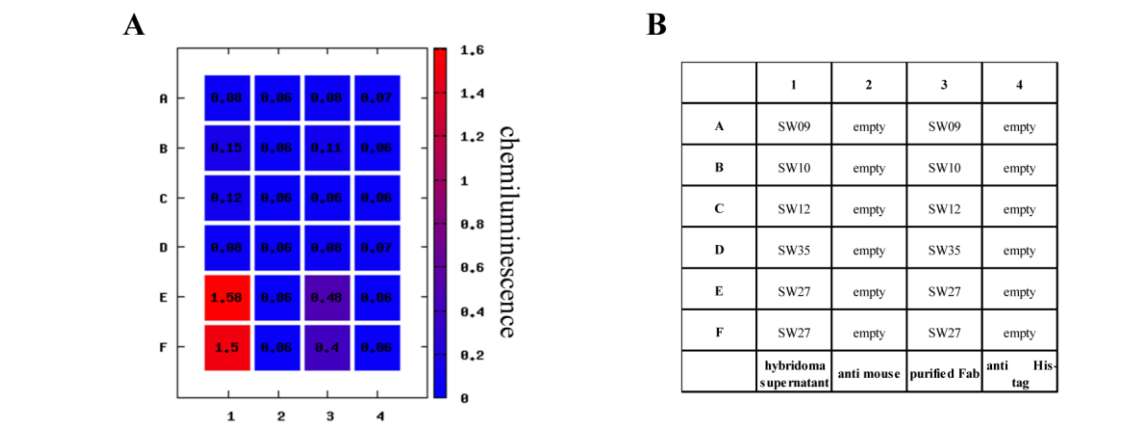 A
1.6
1.4
1.2
1
0.8
0.6
0.4
0.2
0
chemiluminescence
A 0.08 0.06 0.08 0.07
B 0.15 0.06 0.11 0.06
C 0.12 0.06 0.06 0.06
D 0.08 0.06 0.08 0.07
E 1.58 0.06 0.48 0.06
F 1.5 0.06 0.4 0.06
1 2 3 4
B
1 2 3 4
A SW09 empty SW09 empty
B SW10 empty SW10 empty
C SW12 empty SW12 empty
D SW35 empty SW35 empty
E SW27 empty SW27 empty
F SW27 empty SW27 empty
hybridoma supernatant anti mouse purified Fab anti His-tag